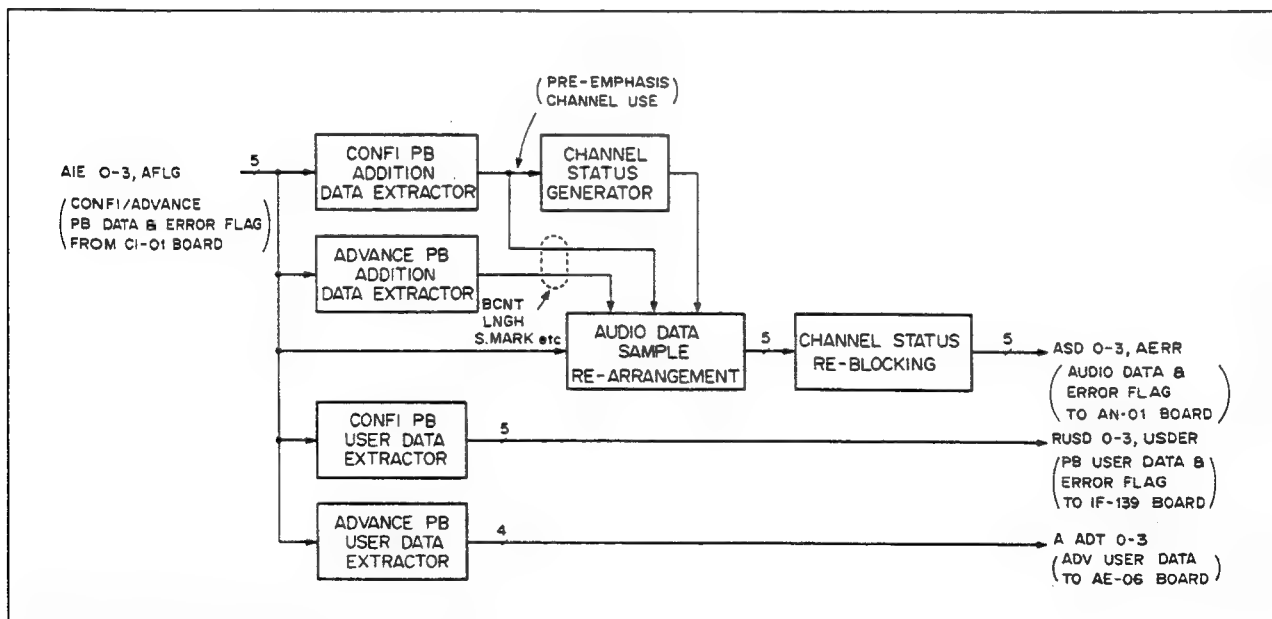 (PRE-EMPHASIS
CHANNEL USE)
AIE 0-3, AFLG
5
(CONFI/ADVANCE
PB DATA & ERROR FLAG
FROM CI-01 BOARD)
CONFI PB
ADDITION
DATA EXTRACTOR
CHANNEL
STATUS
GENERATOR
ADVANCE PB
ADDITION
DATA EXTRACTOR
BCNT
LNGH
S.MARK etc
AUDIO DATA
SAMPLE
RE-ARRANGEMENT
5
CHANNEL STATUS
RE-BLOCKING
5
ASD 0-3, AERR
(AUDIO DATA &
ERROR FLAG
TO AN-01 BOARD)
CONFI PB
USER DATA
EXTRACTOR
5
RUSD 0-3, USDER
(PB USER DATA &
ERROR FLAG
TO IF-139 BOARD)
ADVANCE PB
USER DATA
EXTRACTOR
4
A ADT 0-3
(ADV USER DATA
TO AE-06 BOARD)